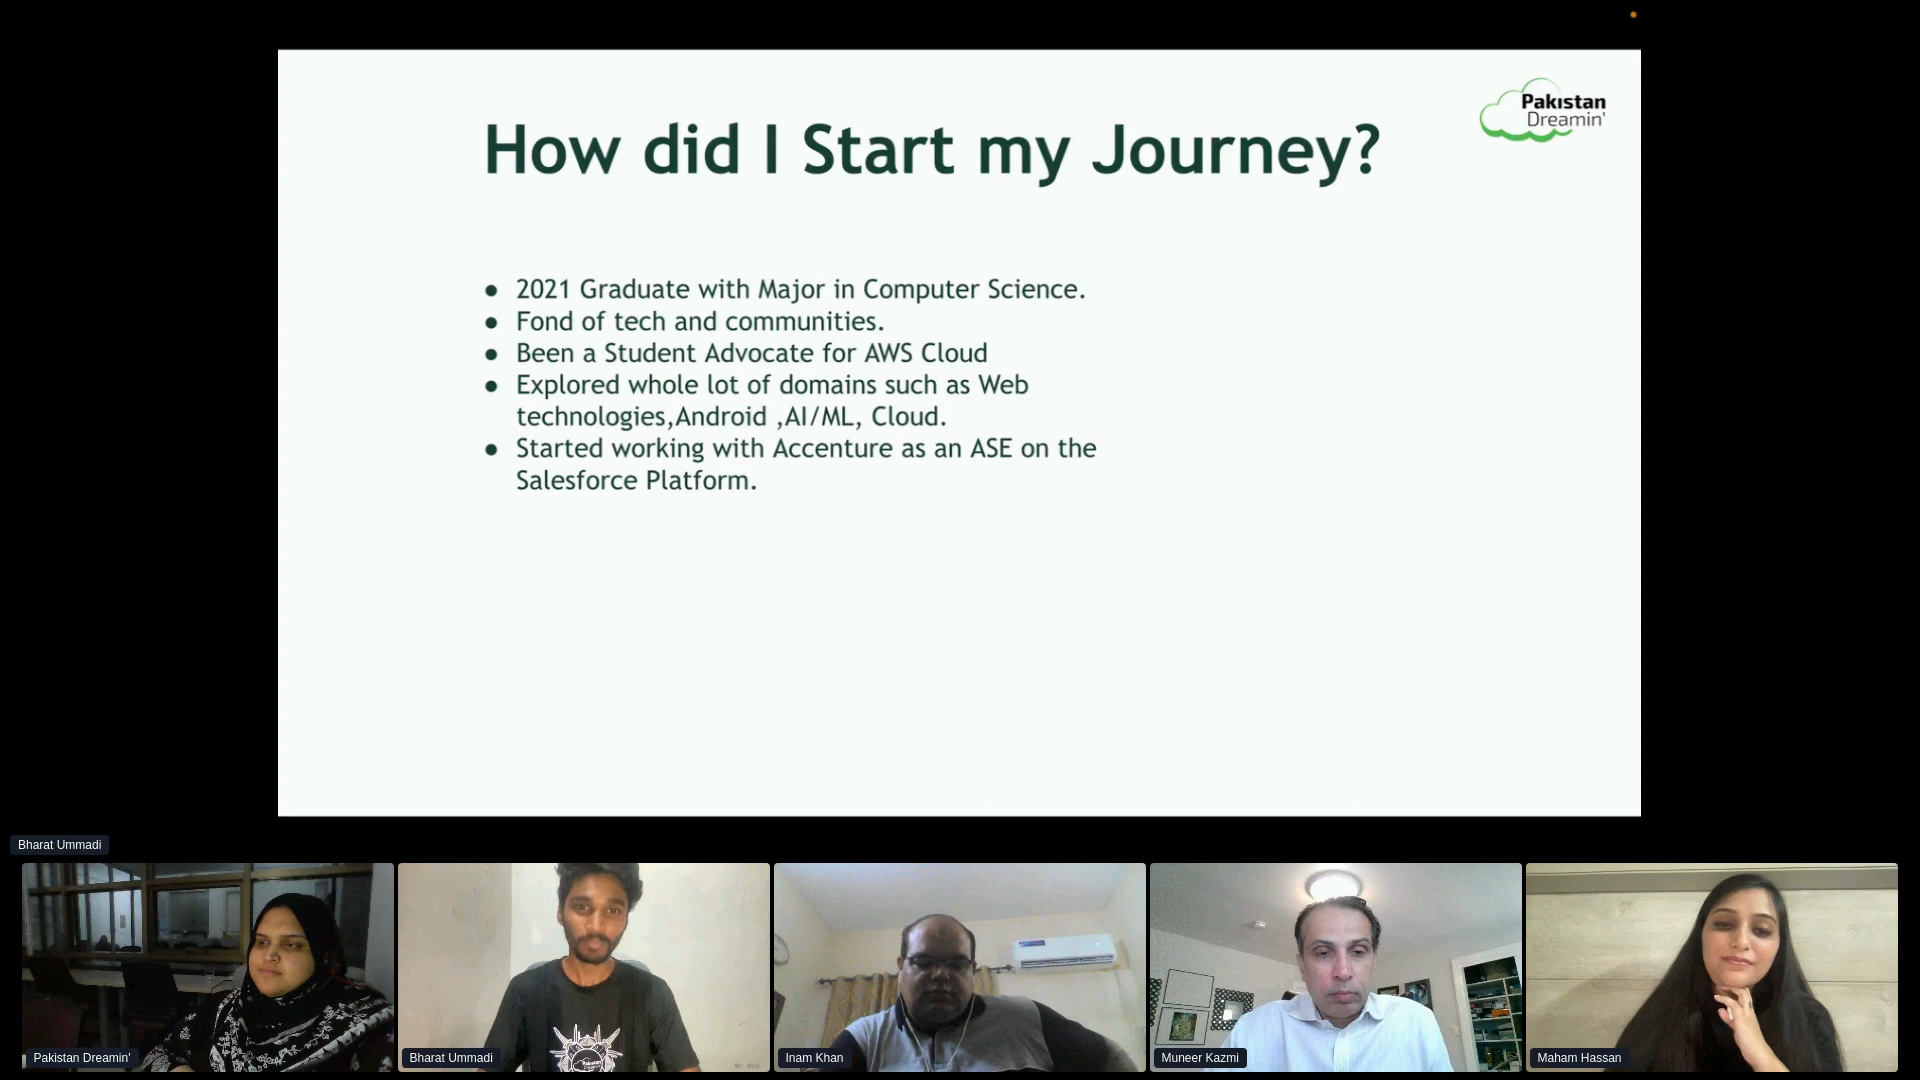 Pakistan
Dreamin'
How did I Start my Journey?
● 2021 Graduate with Major in Computer Science.
● Fond of tech and communities.
● Been a Student Advocate for AWS Cloud
● Explored whole lot of domains such as Web
technologies,Android ,AI/ML, Cloud.
● Started working with Accenture as an ASE on the
Salesforce Platform.
Bharat Ummadi
Pakistan Dreamin'
Bharat Ummadi
Inam Khan
Muneer Kazmi
Maham Hassan